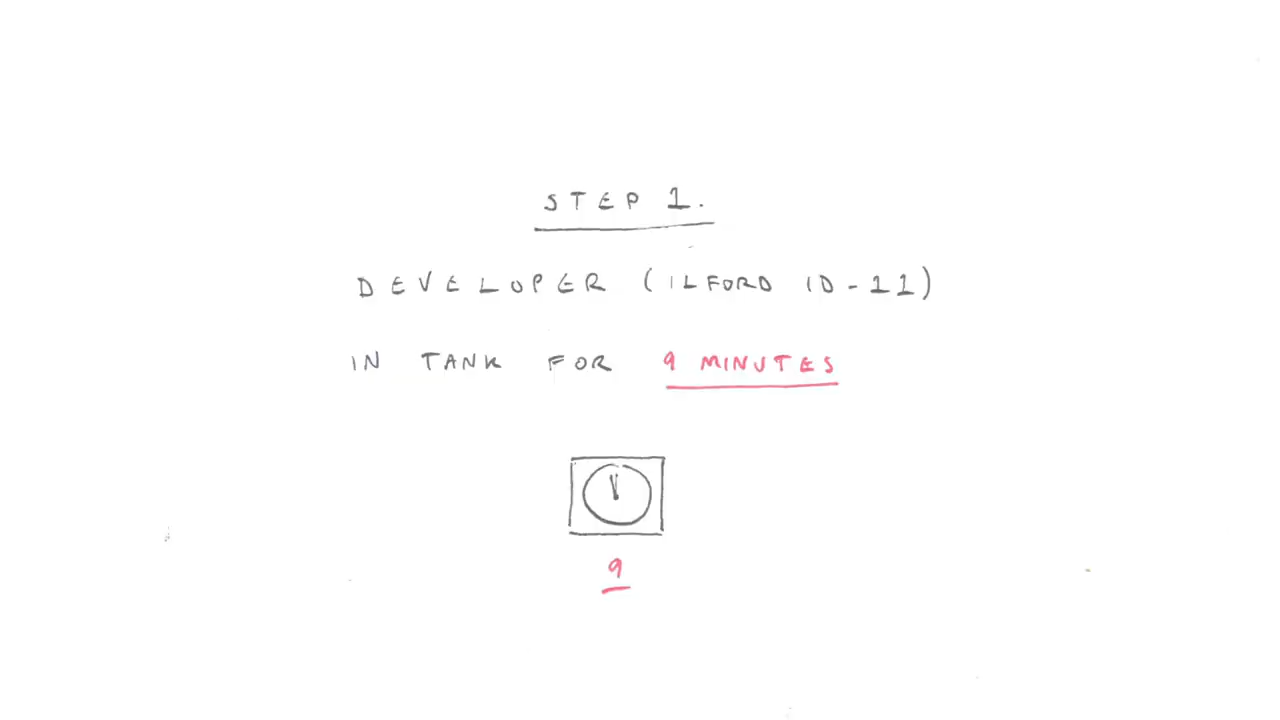 STEP 1.
DEVELOPER (ILFORD ID-11)
IN TANK FOR 9 MINUTES
9